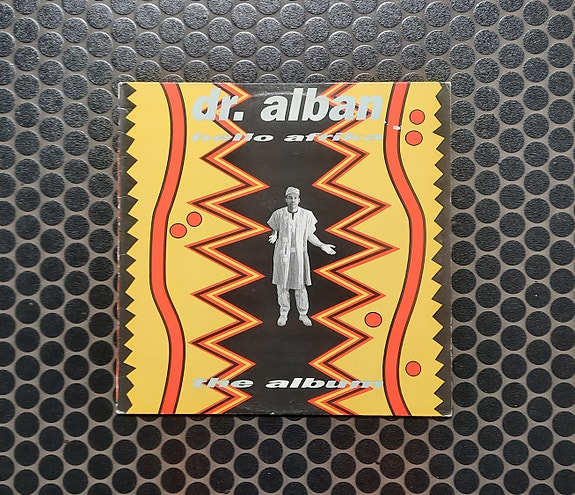 dr. alban
hello afrika
the album